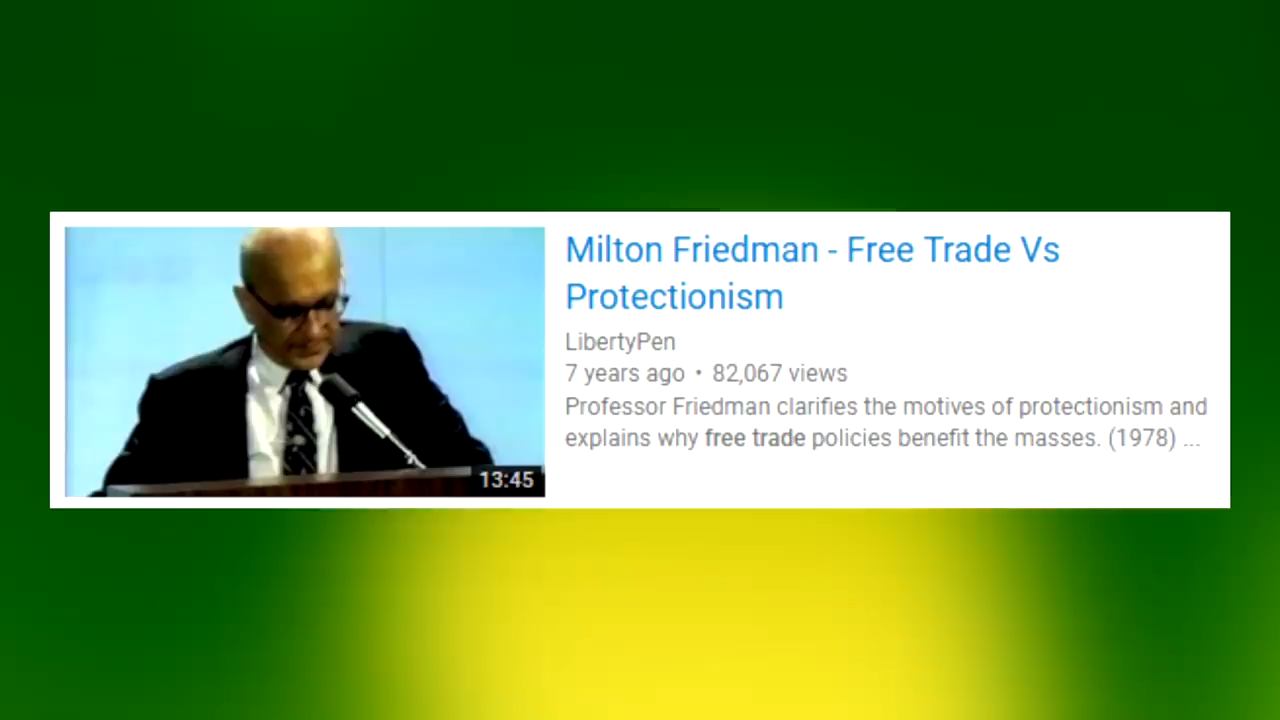 Milton Friedman - Free Trade Vs
Protectionism
LibertyPen
7 years ago • 82,067 views
Professor Friedman clarifies the motives of protectionism and
explains why free trade policies benefit the masses. (1978) ...
13:45